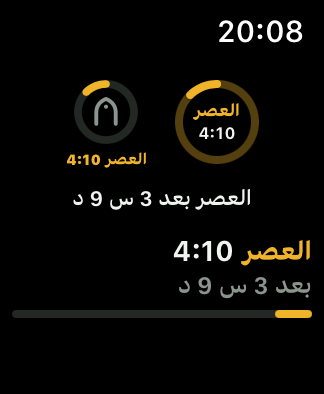 20:08
العصر
4:10
العصر 4:10
العصر بعد 3 س 9 د
العصر 4:10
بعد 3 س 9 د